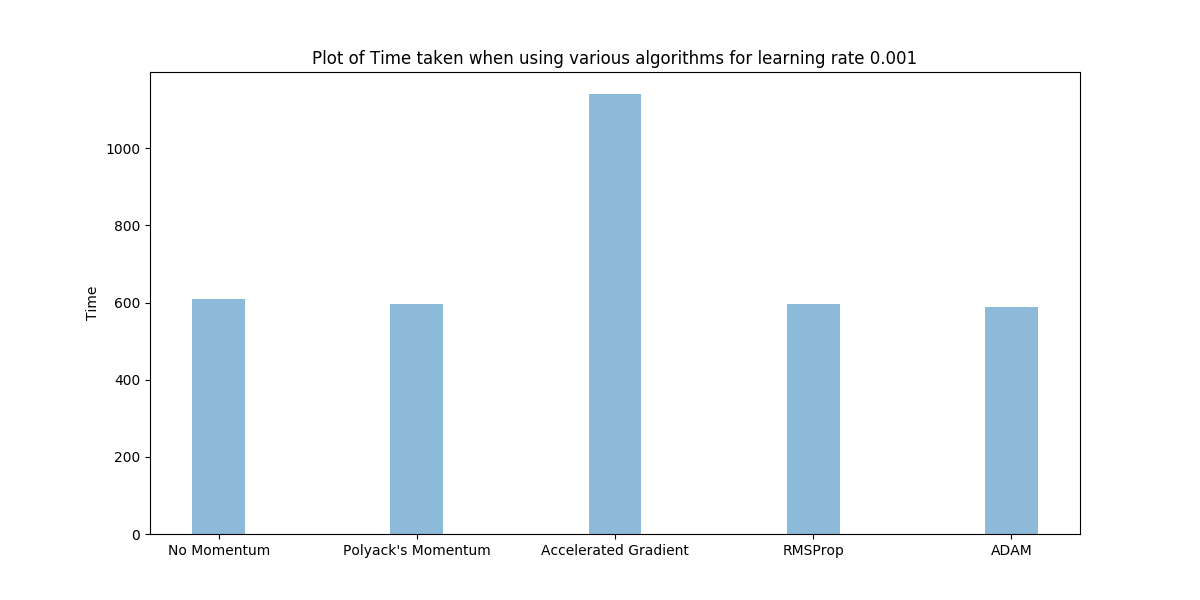 Plot of Time taken when using various algorithms for learning rate 0.001
Time
1000
800
600
400
200
0
No Momentum
Polyack's Momentum
Accelerated Gradient
RMSProp
ADAM